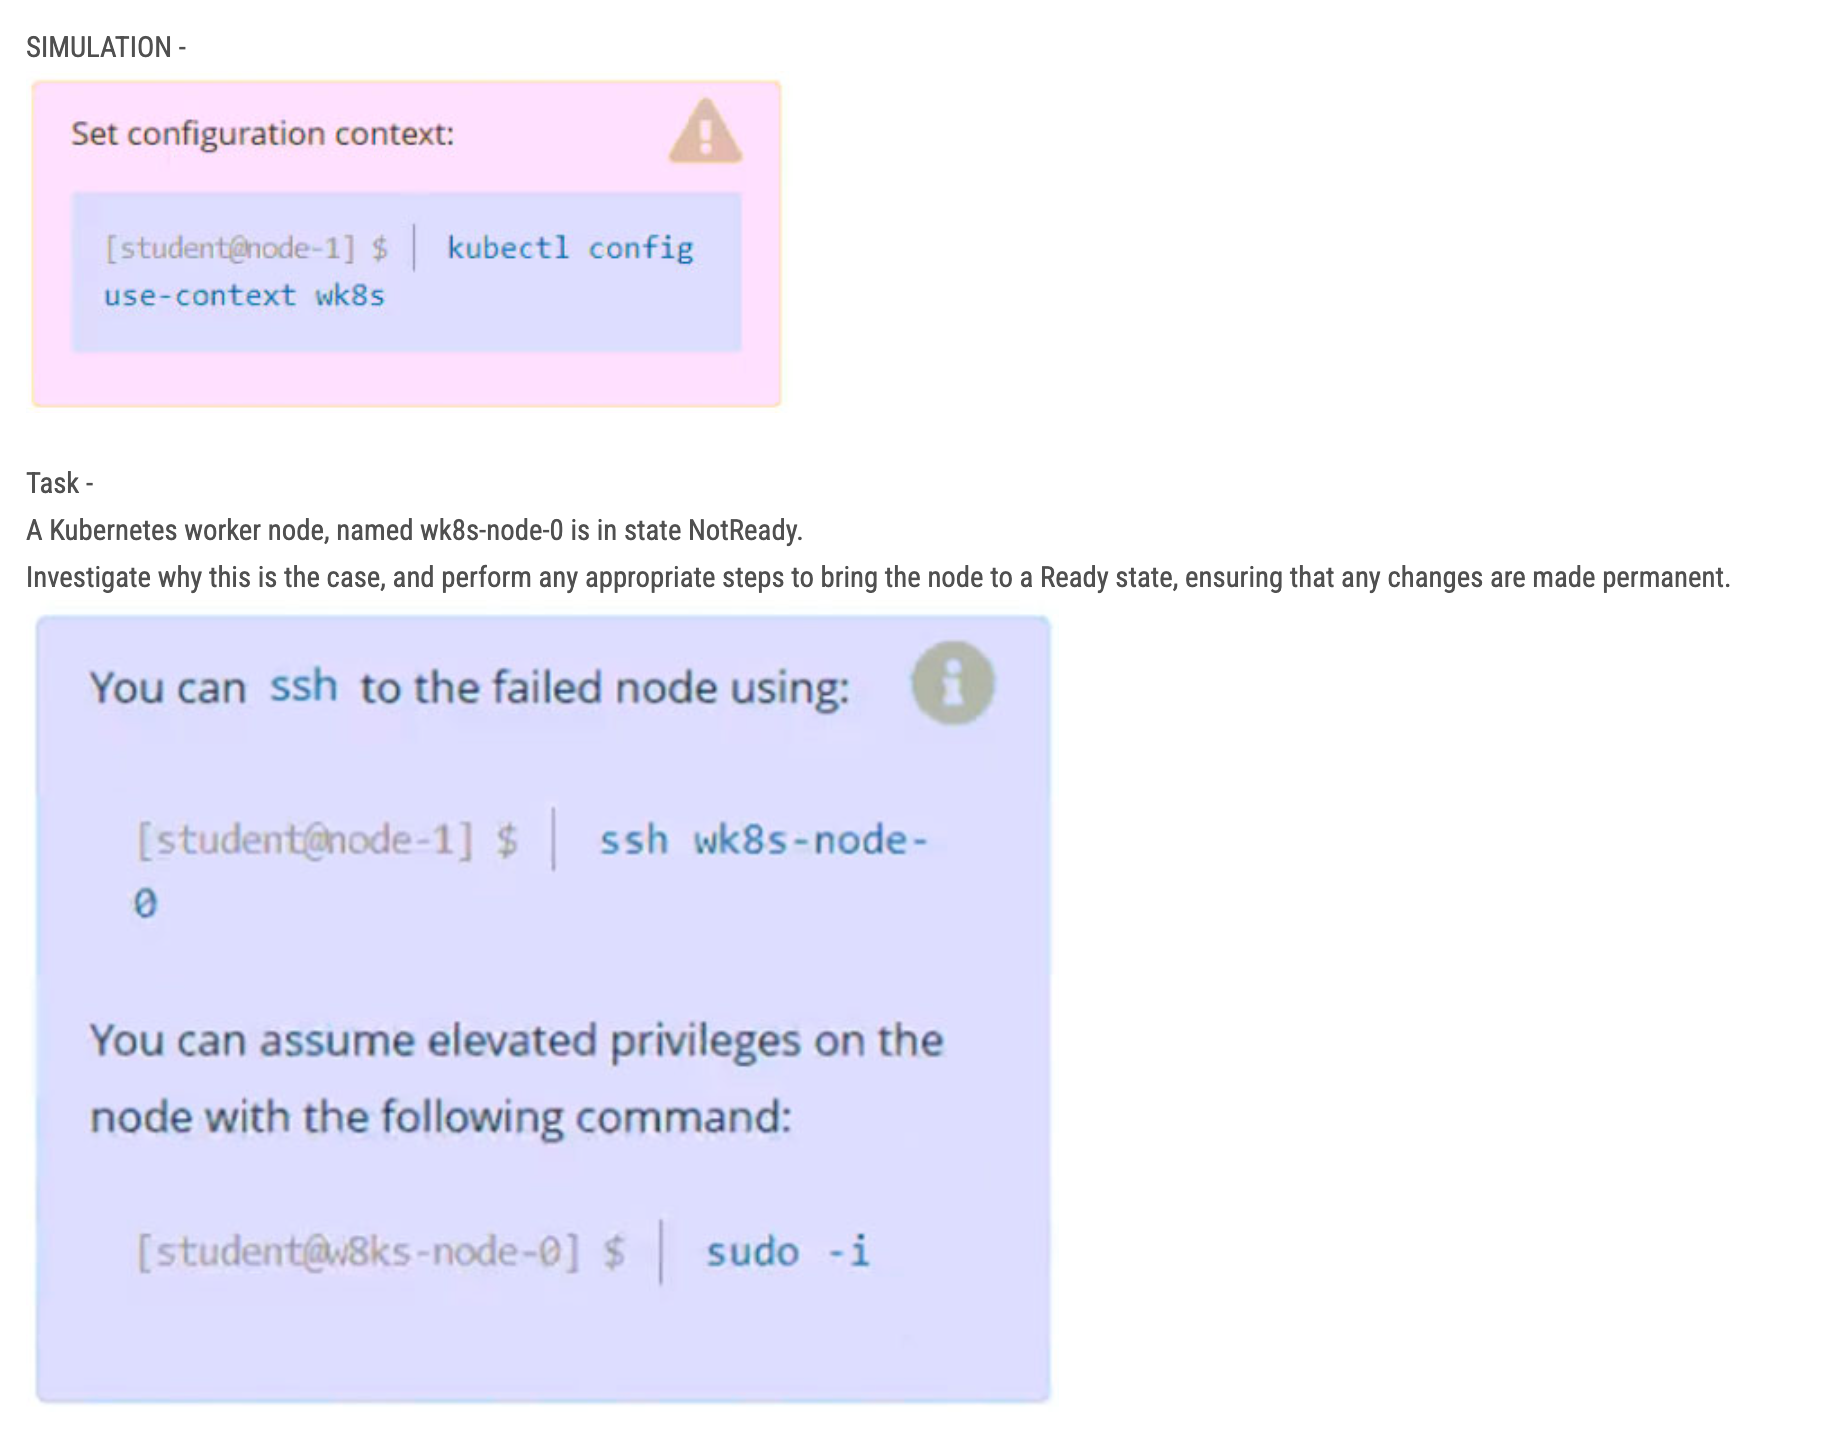 SIMULATION -
Set configuration context:
[student@node-1] $ | kubectl config
use-context wk8s
Task -
A Kubernetes worker node, named wk8s-node-0 is in state NotReady.
Investigate why this is the case, and perform any appropriate steps to bring the node to a Ready state, ensuring that any changes are made permanent.
You can ssh to the failed node using:
[student@node-1] $ | ssh wk8s-node-
0
You can assume elevated privileges on the
node with the following command:
[student@w8ks-node-0] $ | sudo -i